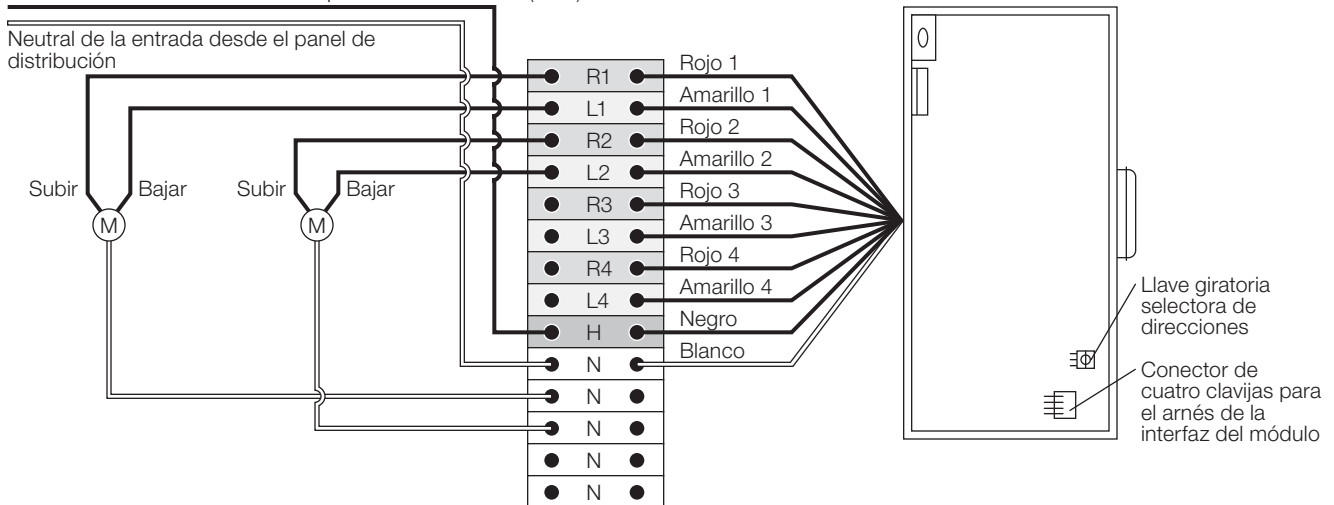 Neutral de la entrada desde el panel de
distribución
R1
Rojo 1
L1
Amarillo 1
R2
Rojo 2
L2
Amarillo 2
R3
Rojo 3
L3
Amarillo 3
R4
Rojo 4
L4
Amarillo 4
H
Negro
N
Blanco
N
N
N
N
Subir
Bajar
M
Subir
Bajar
M
Llave giratoria
selectora de
direcciones
Conector de
cuatro clavijas para
el arnés de la
interfaz del módulo